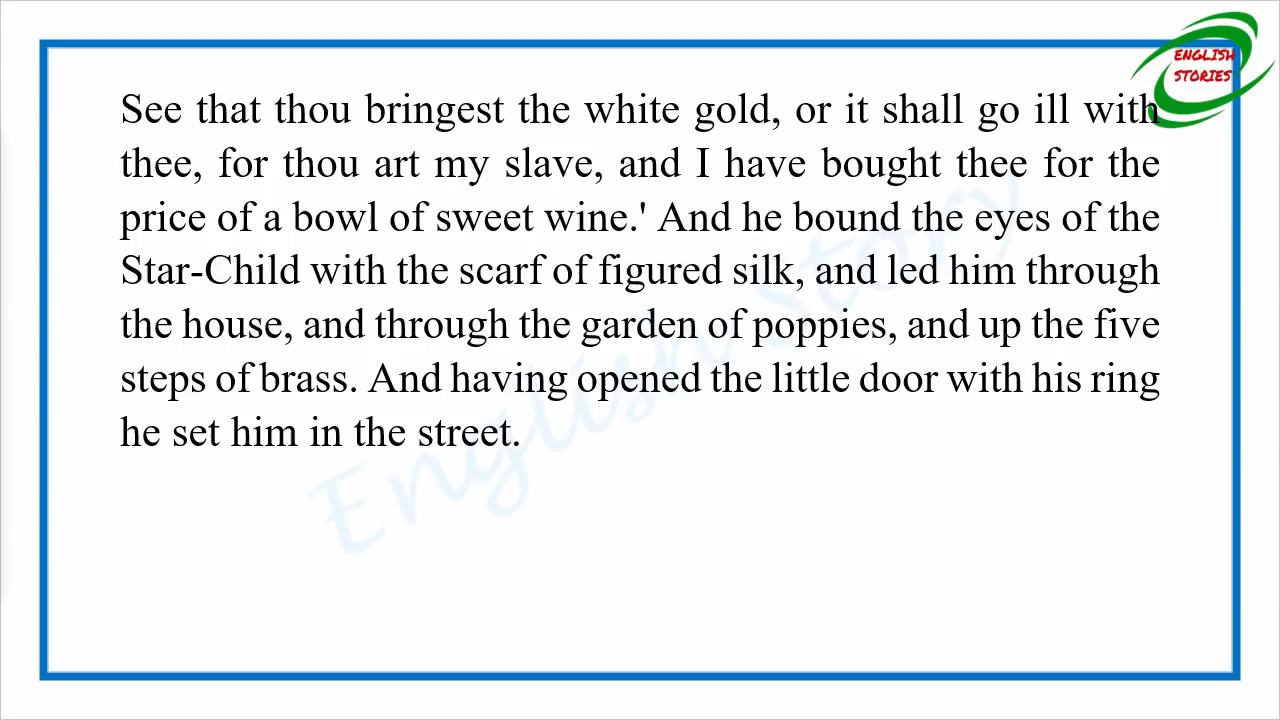 ENGLISH
STORIES
See that thou bringest the white gold, or it shall go ill with
thee, for thou art my slave, and I have bought thee for the
price of a bowl of sweet wine.' And he bound the eyes of the
Star-Child with the scarf of figured silk, and led him through
the house, and through the garden of poppies, and up the five
steps of brass. And having opened the little door with his ring
he set him in the street.
English Story